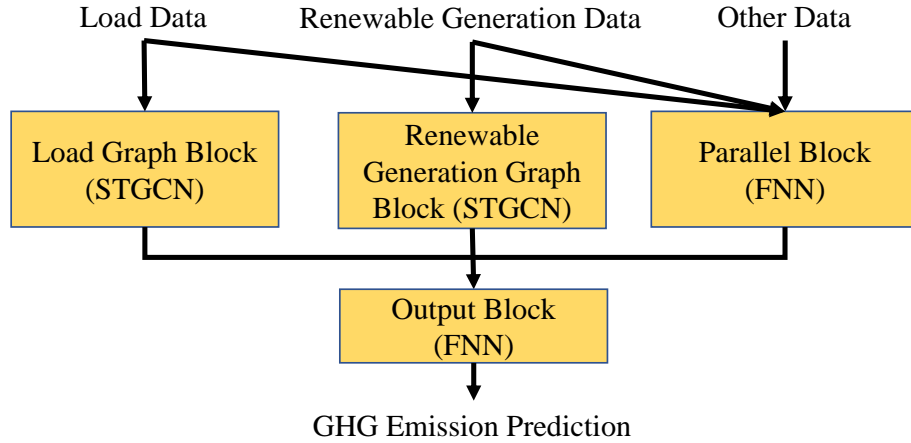 Load Data
Renewable Generation Data
Other Data
Load Graph Block
(STGCN)
Renewable
Generation Graph
Block (STGCN)
Parallel Block
(FNN)
Output Block
(FNN)
GHG Emission Prediction